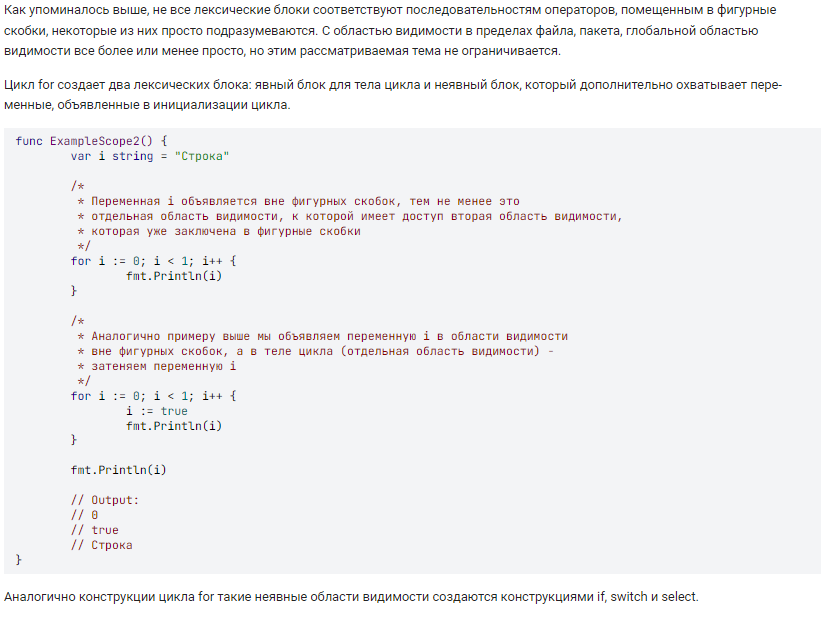 Как упоминалось выше, не все лексические блоки соответствуют последовательностям операторов, помещенным в фигурные
скобки, некоторые из них просто подразумеваются. С областью видимости в пределах файла, пакета, глобальной областью
видимости все более или менее просто, но этим рассматриваемая тема не ограничивается.
Цикл for создает два лексических блока: явный блок для тела цикла и неявный блок, который дополнительно охватывает пере-
менные, объявленные в инициализации цикла.
func ExampleScope2() {
var i string = "Строка"
/*
* Переменная i объявляется вне фигурных скобок, тем не менее это
* отдельная область видимости, к которой имеет доступ вторая область видимости,
* которая уже заключена в фигурные скобки
*/
for i := 0; i < 1; i++ {
fmt.Println(i)
}
/*
* Аналогично примеру выше мы объявляем переменную i в области видимости
* вне фигурных скобок, а в теле цикла (отдельная область видимости) -
* затеняем переменную i
*/
for i := 0; i < 1; i++ {
i := true
fmt.Println(i)
}
fmt.Println(i)
// Output:
// 0
// true
// Строка
}
Аналогично конструкции цикла for такие неявные области видимости создаются конструкциями if, switch и select.